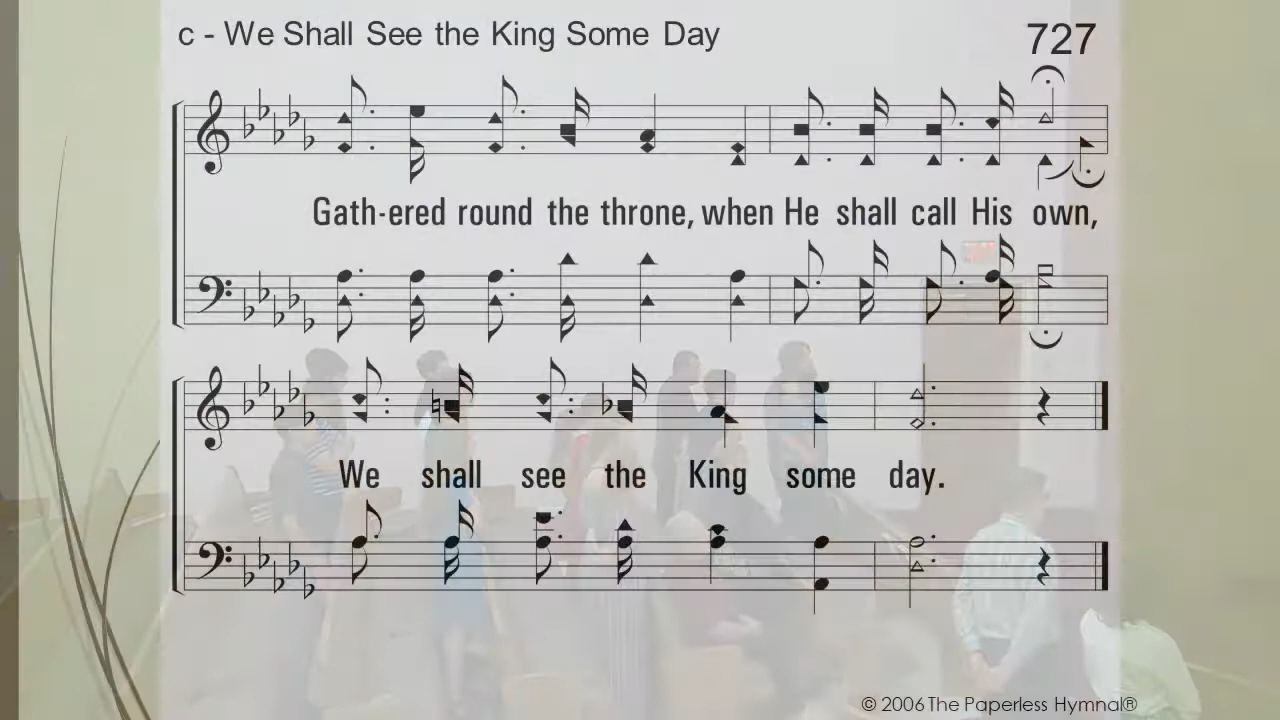 c - We Shall See the King Some Day 727
Gath-ered round the throne, when He shall call His own,
We shall see the King some day.
© 2006 The Paperless Hymnal®